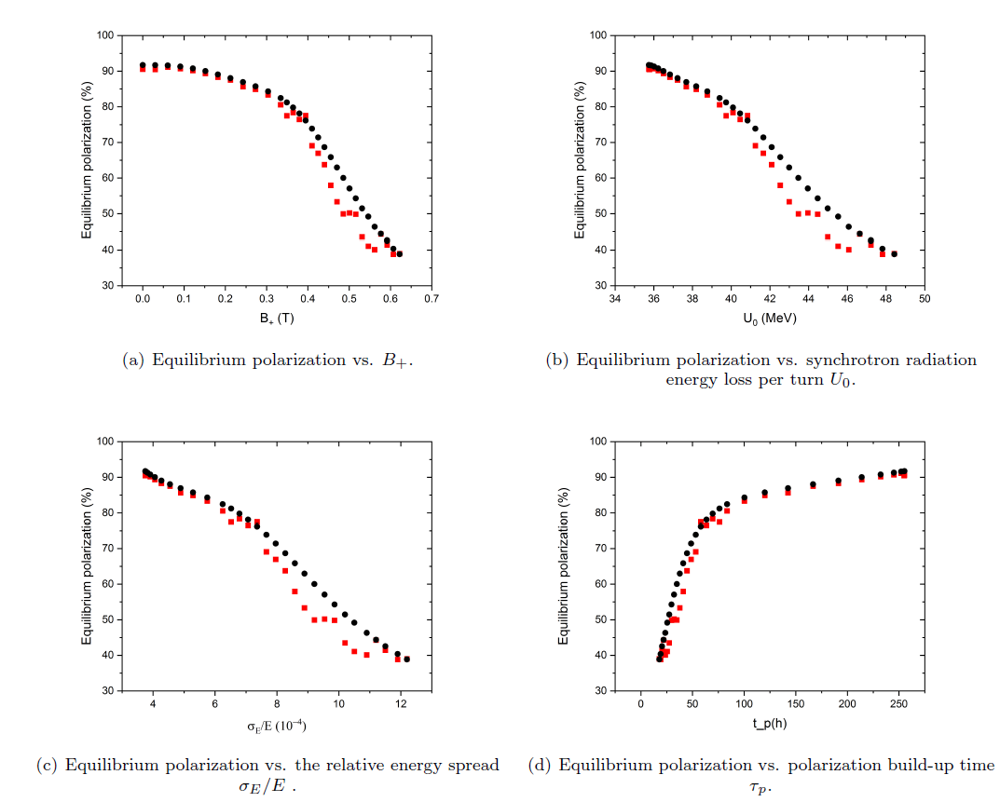 100
90
80
70
60
50
40
30
Equilibrium polarization (%)
0.0 0.1 0.2 0.3 0.4 0.5 0.6 0.7
B+ (T)
(a) Equilibrium polarization vs. B+.
100
90
80
70
60
50
40
30
Equilibrium polarization (%)
34 36 38 40 42 44 46 48 50
U0 (MeV)
(b) Equilibrium polarization vs. synchrotron radiation
energy loss per turn U0.
100
90
80
70
60
50
40
30
Equilibrium polarization (%)
4 6 8 10 12
σE/E (10⁻⁴)
(c) Equilibrium polarization vs. the relative energy spread
σE/E .
100
90
80
70
60
50
40
30
Equilibrium polarization (%)
0 50 100 150 200 250
t_p(h)
(d) Equilibrium polarization vs. polarization build-up time
τp.